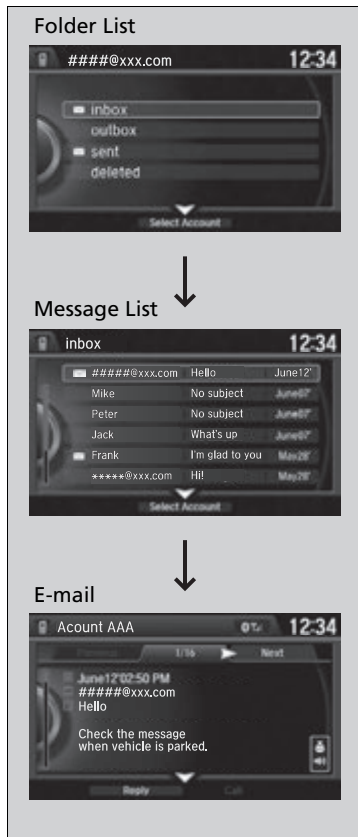 Folder List
####@xxx.com 12:34
inbox
outbox
sent
deleted
Select Account
Message List
inbox 12:34
#####@xxx.com Hello June12'
Mike No subject June07'
Peter No subject June07'
Jack What's up June07'
Frank I'm glad to you May28'
*****@xxx.com Hi! May28'
Select Account
E-mail
Acount AAA 12:34
Previous 1/16 Next
June12'02:50 PM
#####@xxx.com
Hello
Check the message
when vehicle is parked.
Reply Call